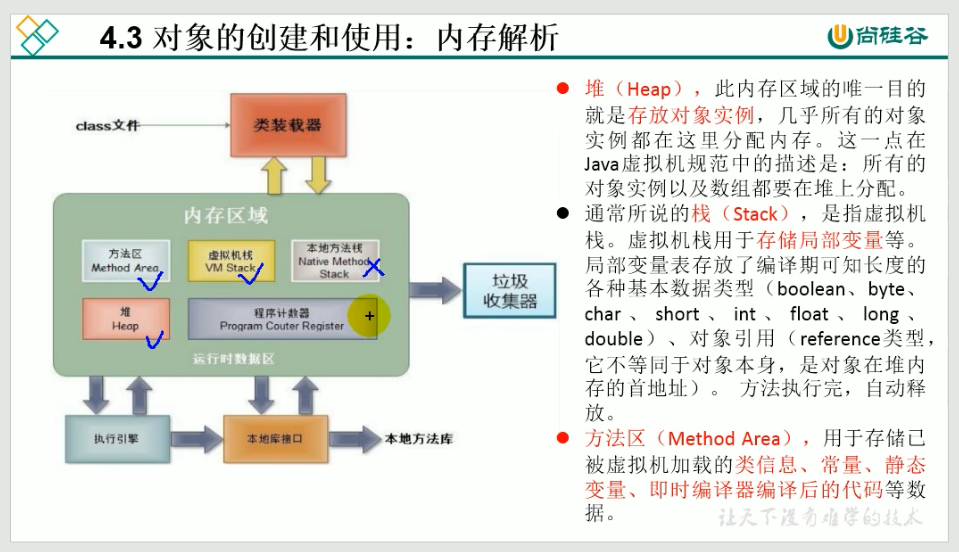 4.3 对象的创建和使用：内存解析
尚硅谷
class文件
类装载器
内存区域
方法区
Method Area
虚拟机栈
VM Stack
本地方法栈
Native Method
Stack
堆
Heap
程序计数器
Program Couter Register
运行时数据区
垃圾
收集器
执行引擎
本地库接口
本地方法库
堆（Heap），此内存区域的唯一目的
就是存放对象实例，几乎所有的对象
实例都在这里分配内存。这一点在
Java虚拟机规范中的描述是：所有的
对象实例以及数组都要在堆上分配。
通常所说的栈（Stack），是指虚拟机
栈。虚拟机栈用于存储局部变量等。
局部变量表存放了编译期可知长度的
各种基本数据类型（boolean、byte、
char、short、int、float、long、
double）、对象引用（reference类型，
它不等同于对象本身，是对象在堆内
存的首地址）。 方法执行完，自动释
放。
方法区（Method Area），用于存储已
被虚拟机加载的类信息、常量、静态
变量、即时编译器编译后的代码等数
据。
让天下没有难学的技术